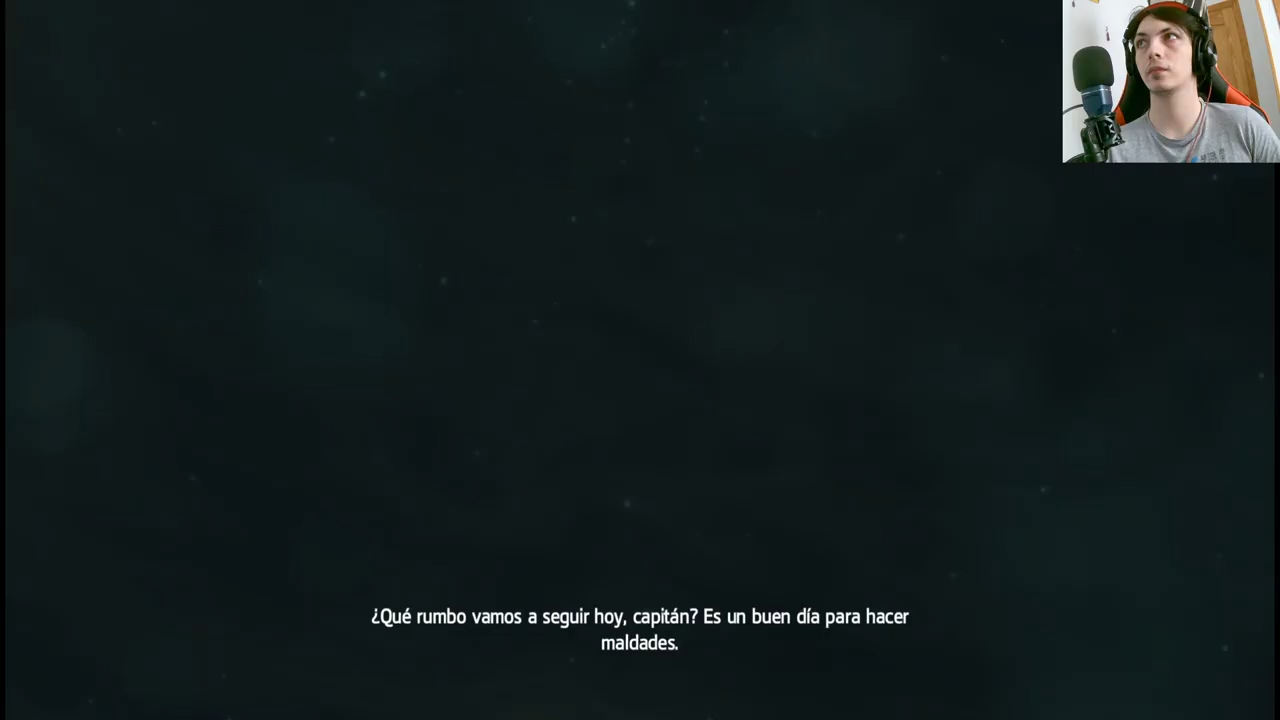 ¿Qué rumbo vamos a seguir hoy, capitán? Es un buen día para hacer
maldades.